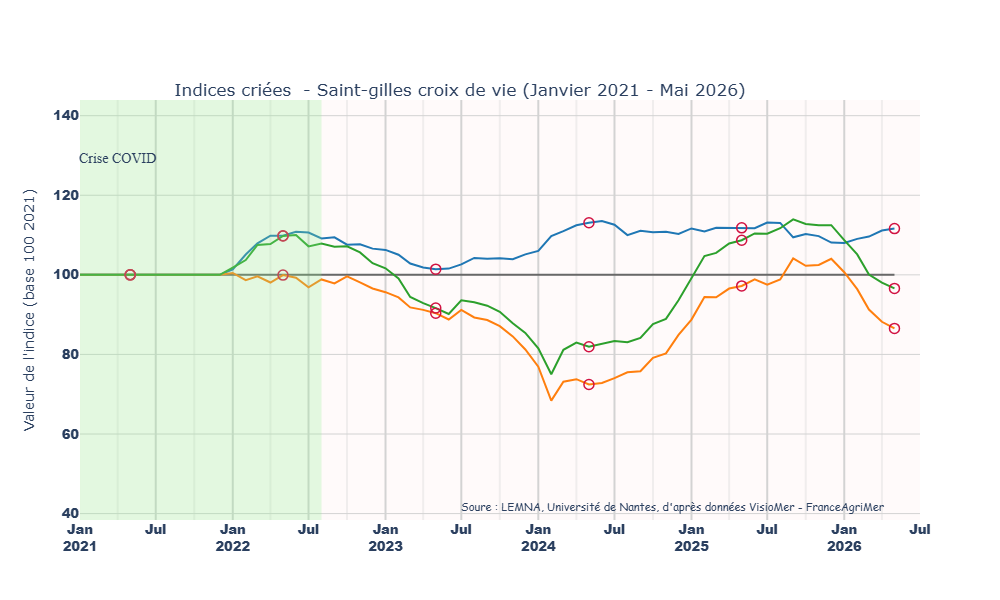 Indices criées  - Saint-gilles croix de vie (Janvier 2021 - Mai 2026)
Valeur de l'indice (base 100 2021)
140
120
100
80
60
40
Crise COVID
Soure : LEMNA, Université de Nantes, d'après données VisioMer - FranceAgriMer
Jan Jul Jan Jul Jan Jul Jan Jul Jan Jul Jan Jul
2021 2022 2023 2024 2025 2026